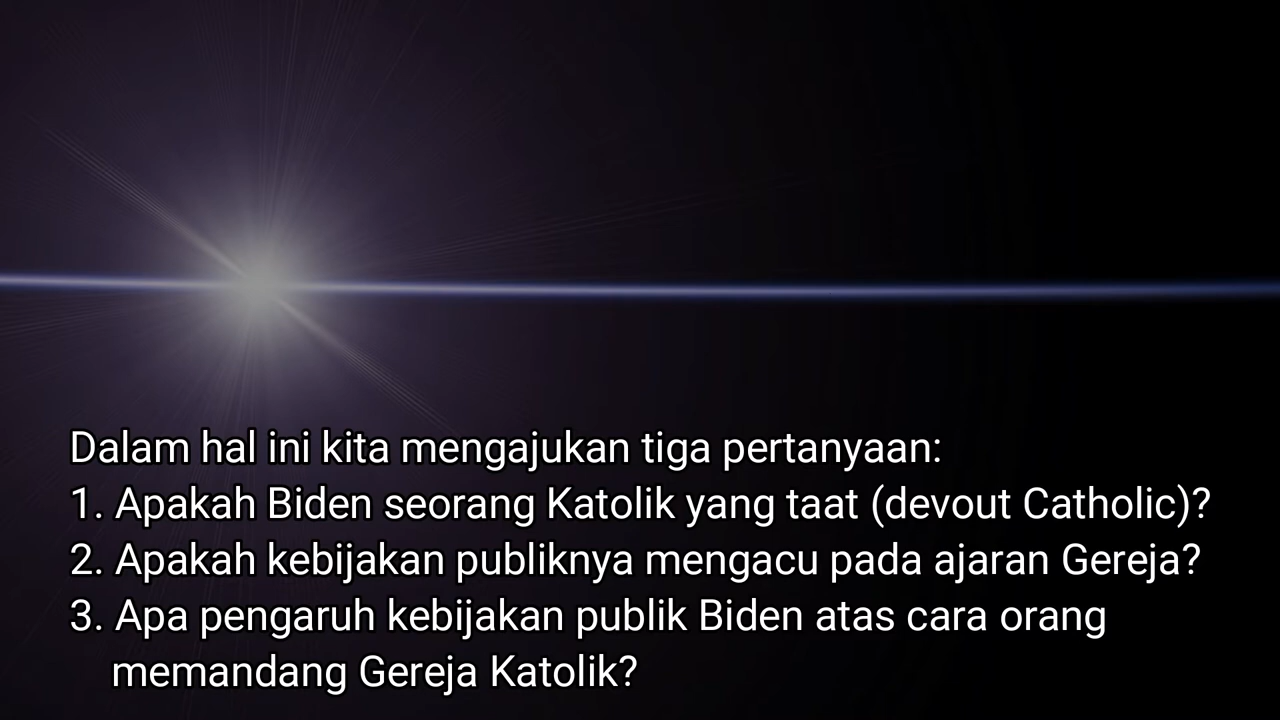 Dalam hal ini kita mengajukan tiga pertanyaan:
1. Apakah Biden seorang Katolik yang taat (devout Catholic)?
2. Apakah kebijakan publiknya mengacu pada ajaran Gereja?
3. Apa pengaruh kebijakan publik Biden atas cara orang
memandang Gereja Katolik?